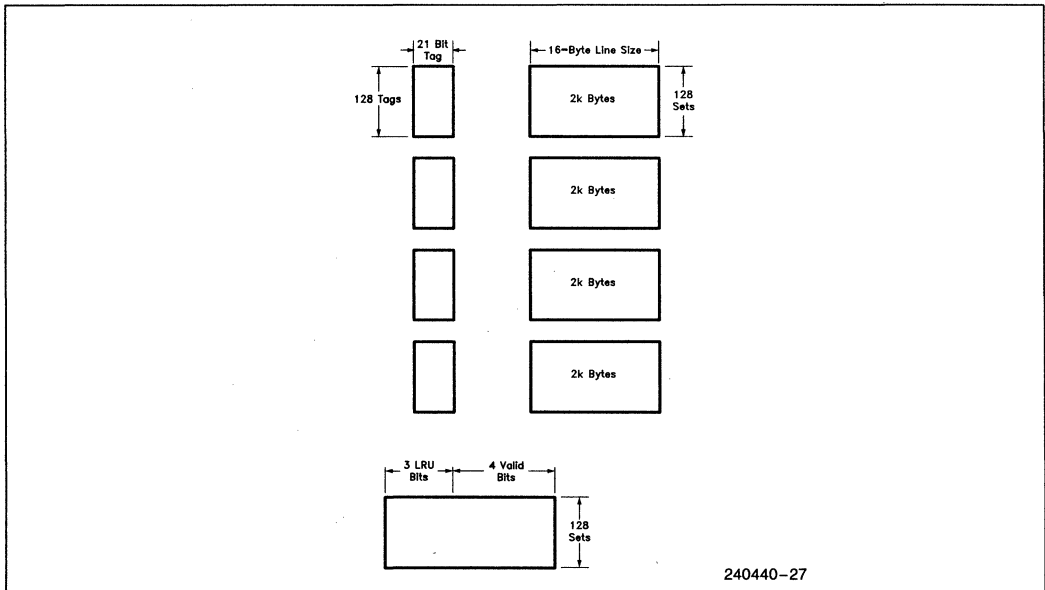 21 Bit
Tag
16-Byte Line Size
128 Tags
2k Bytes
128
Sets
2k Bytes
2k Bytes
2k Bytes
3 LRU
Bits
4 Valid
Bits
128
Sets
240440-27